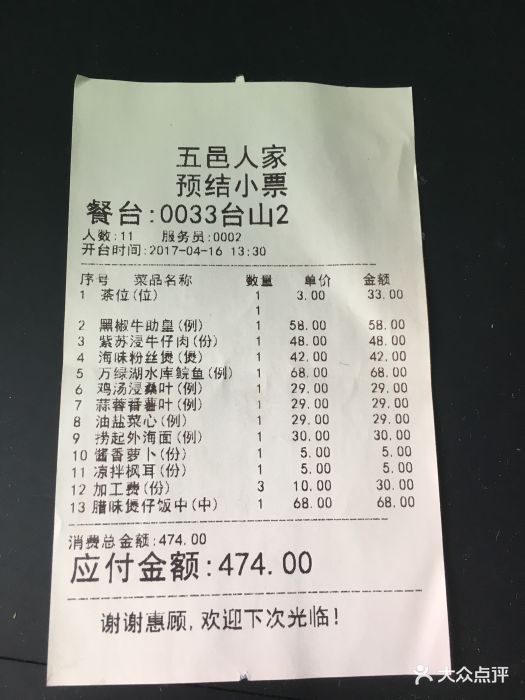 五邑人家
预结小票
餐台:0033台山2
人数:11 服务员:0002
开台时间:2017-04-16 13:30
序号 菜品名称 数量 单价 金额
1 茶位(位) 1 3.00 33.00
1
2 黑椒牛助皇(例) 1 58.00 58.00
3 紫苏浸牛仔肉(份) 1 48.00 48.00
4 海味粉丝煲(煲) 1 42.00 42.00
5 万绿湖水库鲩鱼(例) 1 68.00 68.00
6 鸡汤浸桑叶(例) 1 29.00 29.00
7 蒜蓉番薯叶(例) 1 29.00 29.00
8 油盐菜心(例) 1 29.00 29.00
9 捞起外海面(例) 1 30.00 30.00
10 酱香萝卜(份) 1 5.00 5.00
11 凉拌枫耳(份) 1 5.00 5.00
12 加工费(份) 3 10.00 30.00
13 腊味煲仔饭中(中) 1 68.00 68.00
消费总金额:474.00
应付金额:474.00
谢谢惠顾,欢迎下次光临!
大众点评